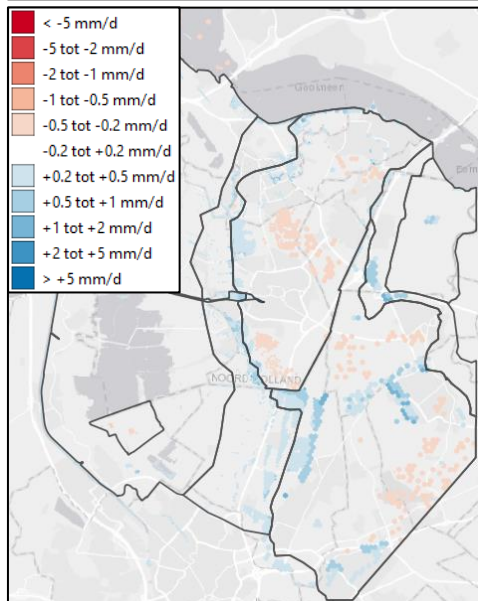 < -5 mm/d
-5 tot -2 mm/d
-2 tot -1 mm/d
-1 tot -0.5 mm/d
-0.5 tot -0.2 mm/d
-0.2 tot +0.2 mm/d
+0.2 tot +0.5 mm/d
+0.5 tot +1 mm/d
+1 tot +2 mm/d
+2 tot +5 mm/d
> +5 mm/d
Gooimeer
NOORD-HOLLAND